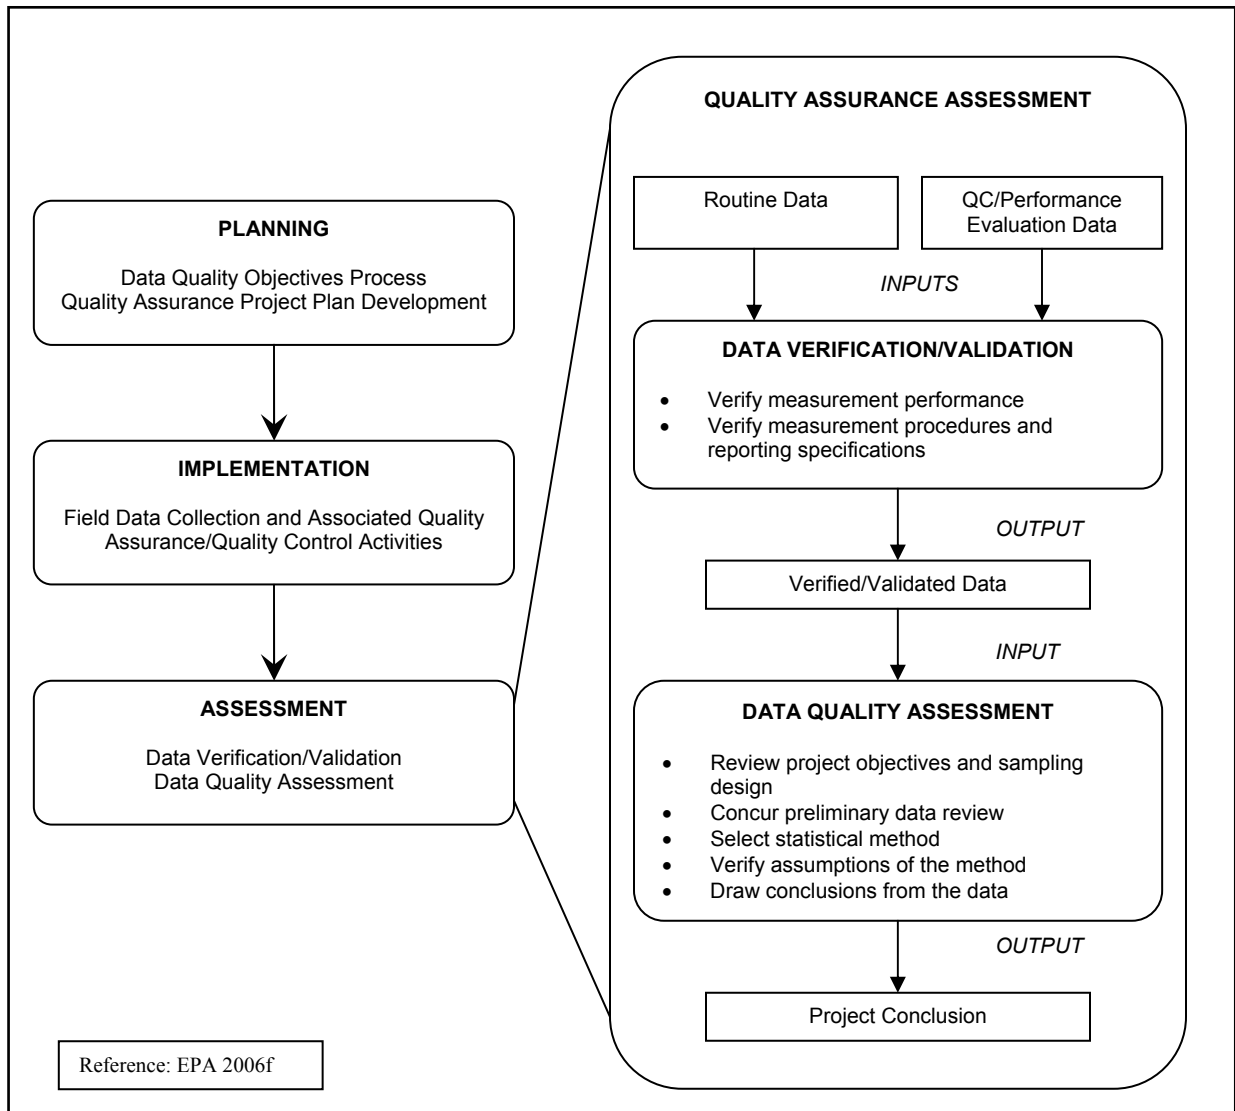 PLANNING
Data Quality Objectives Process
Quality Assurance Project Plan Development
IMPLEMENTATION
Field Data Collection and Associated Quality
Assurance/Quality Control Activities
ASSESSMENT
Data Verification/Validation
Data Quality Assessment
Reference: EPA 2006f
QUALITY ASSURANCE ASSESSMENT
Routine Data
QC/Performance
Evaluation Data
INPUTS
DATA VERIFICATION/VALIDATION
• Verify measurement performance
• Verify measurement procedures and
reporting specifications
OUTPUT
Verified/Validated Data
INPUT
DATA QUALITY ASSESSMENT
• Review project objectives and sampling
design
• Concur preliminary data review
• Select statistical method
• Verify assumptions of the method
• Draw conclusions from the data
OUTPUT
Project Conclusion